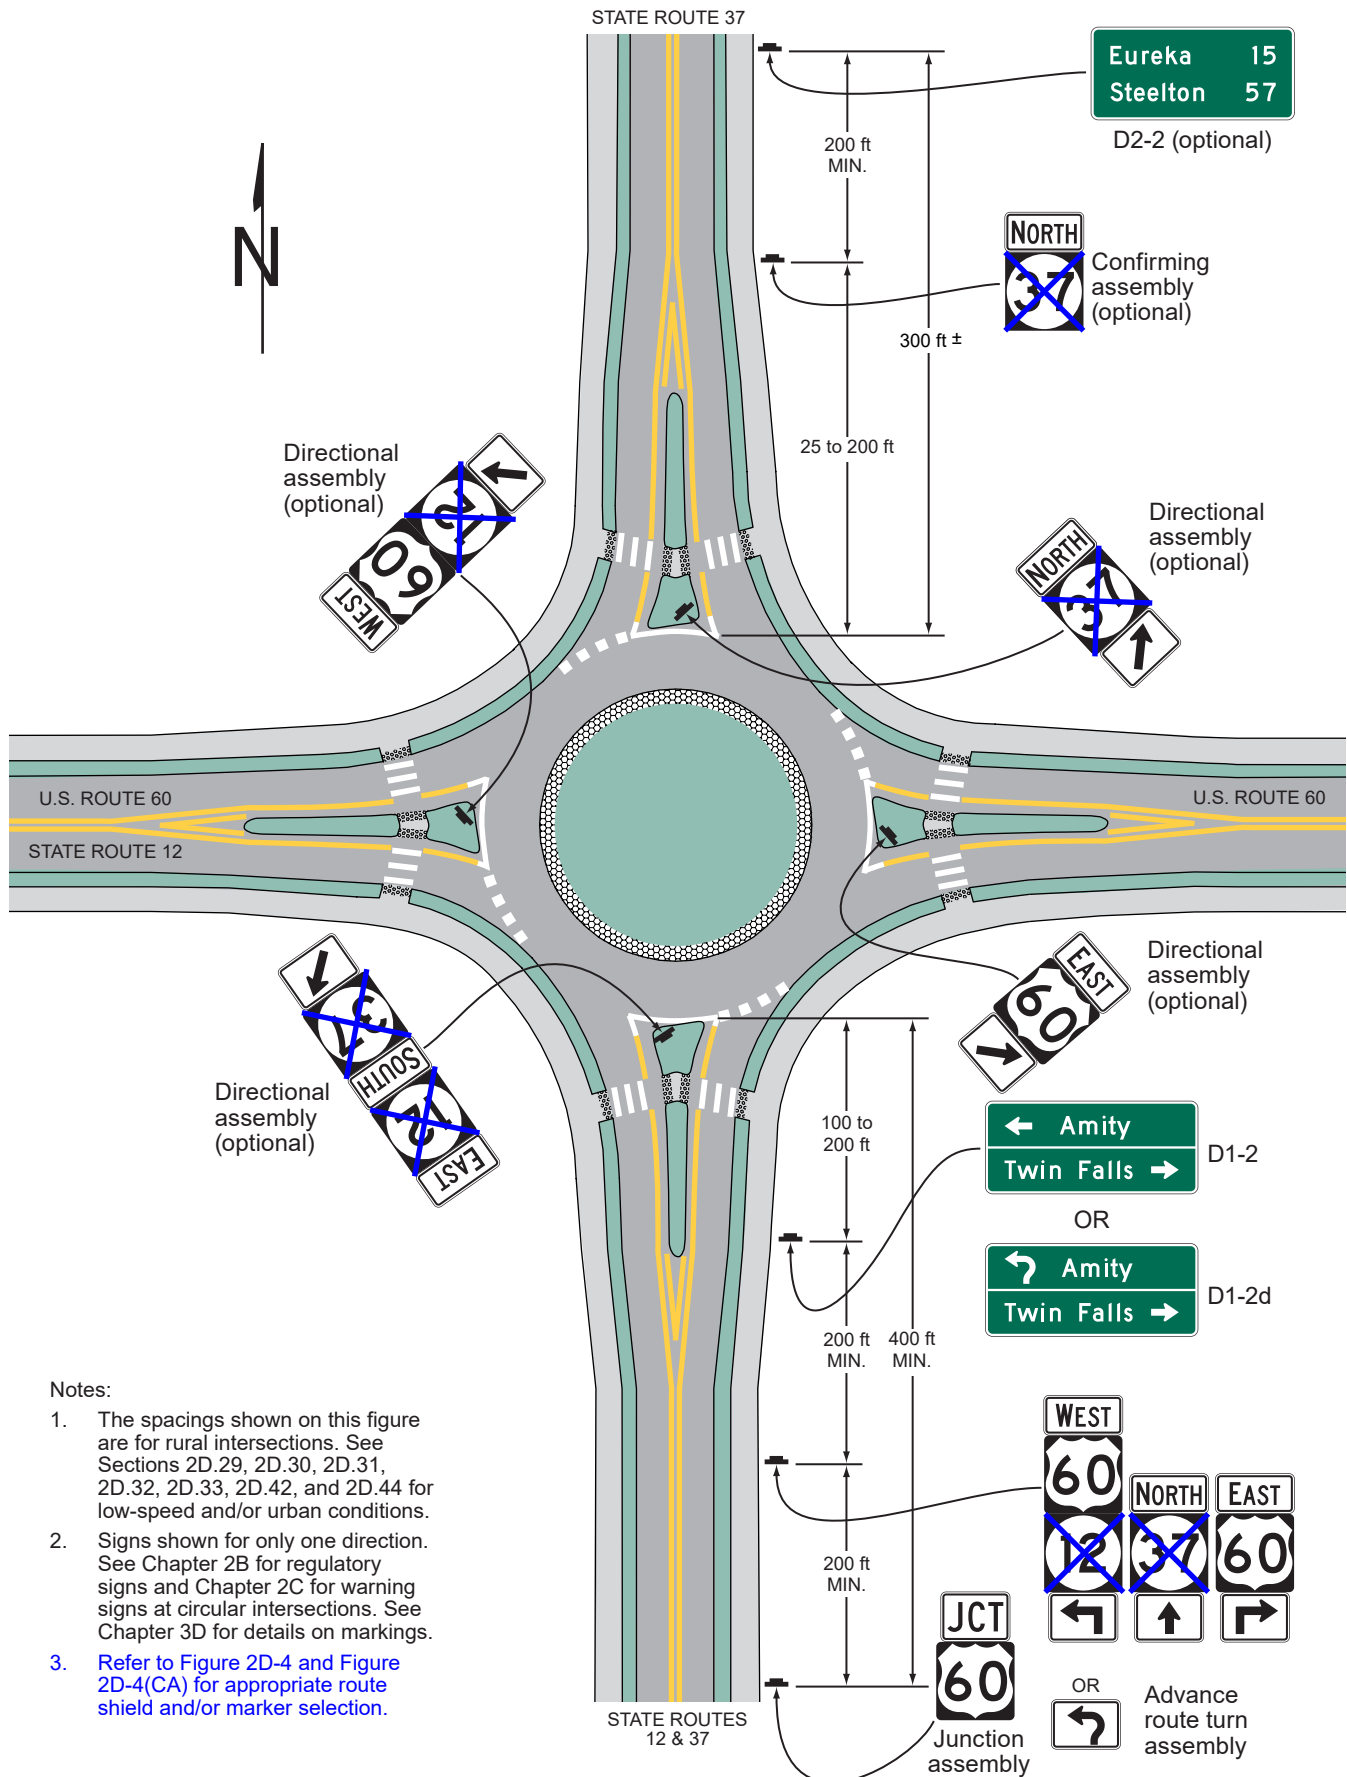 STATE ROUTE 37
Eureka 15
Steelton 57
D2-2 (optional)
200 ft
MIN.
N
NORTH
37
Confirming
assembly
(optional)
300 ft ±
25 to 200 ft
Directional
assembly
(optional)
12
60
WEST
Directional
assembly
(optional)
NORTH
37
U.S. ROUTE 60
STATE ROUTE 12
U.S. ROUTE 60
Directional
assembly
(optional)
EAST
60
37
SOUTH
12
EAST
Directional
assembly
(optional)
100 to
200 ft
Amity
Twin Falls
D1-2
OR
Amity
Twin Falls
D1-2d
200 ft
MIN.
400 ft
MIN.
Notes:
1. The spacings shown on this figure
are for rural intersections. See
Sections 2D.29, 2D.30, 2D.31,
2D.32, 2D.33, 2D.42, and 2D.44 for
low-speed and/or urban conditions.
2. Signs shown for only one direction.
See Chapter 2B for regulatory
signs and Chapter 2C for warning
signs at circular intersections. See
Chapter 3D for details on markings.
3. Refer to Figure 2D-4 and Figure
2D-4(CA) for appropriate route
shield and/or marker selection.
WEST
60
NORTH
EAST
12
37
60
200 ft
MIN.
JCT
60
Junction
assembly
OR
Advance
route turn
assembly
STATE ROUTES
12 & 37